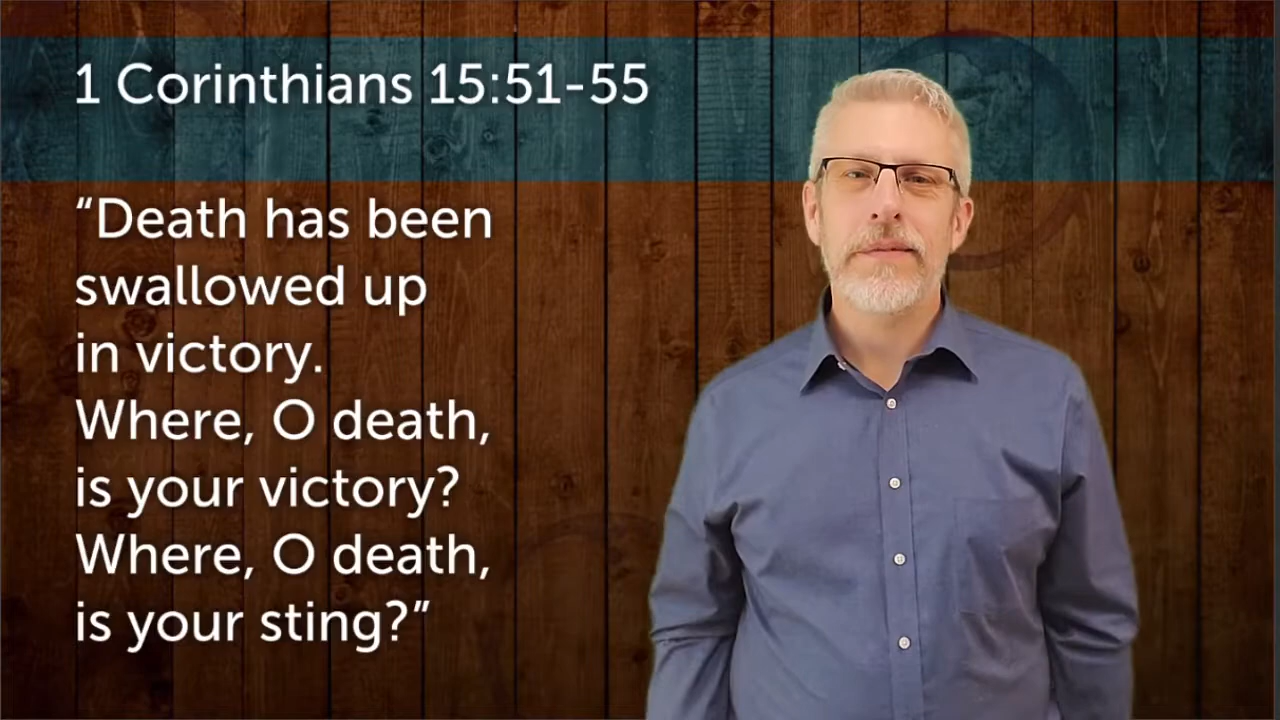 1 Corinthians 15:51-55
“Death has been
swallowed up
in victory.
Where, O death,
is your victory?
Where, O death,
is your sting?”